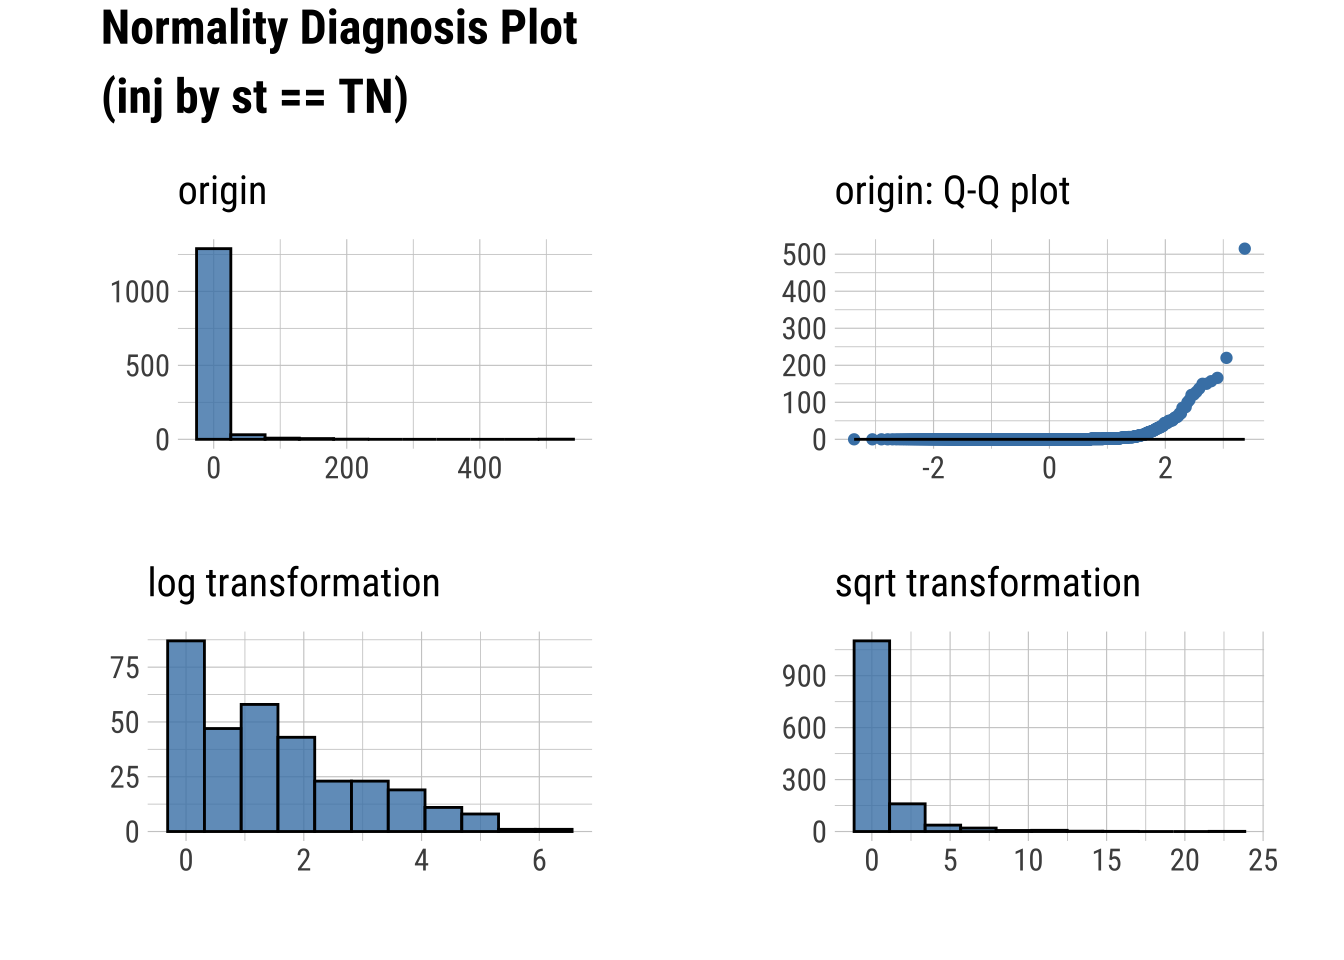 Normality Diagnosis Plot
(inj by st == TN)
origin
1000
500
0
0 200 400
origin: Q-Q plot
500
400
300
200
100
0
-2 0 2
log transformation
75
50
25
0
0 2 4 6
sqrt transformation
900
600
300
0
0 5 10 15 20 25